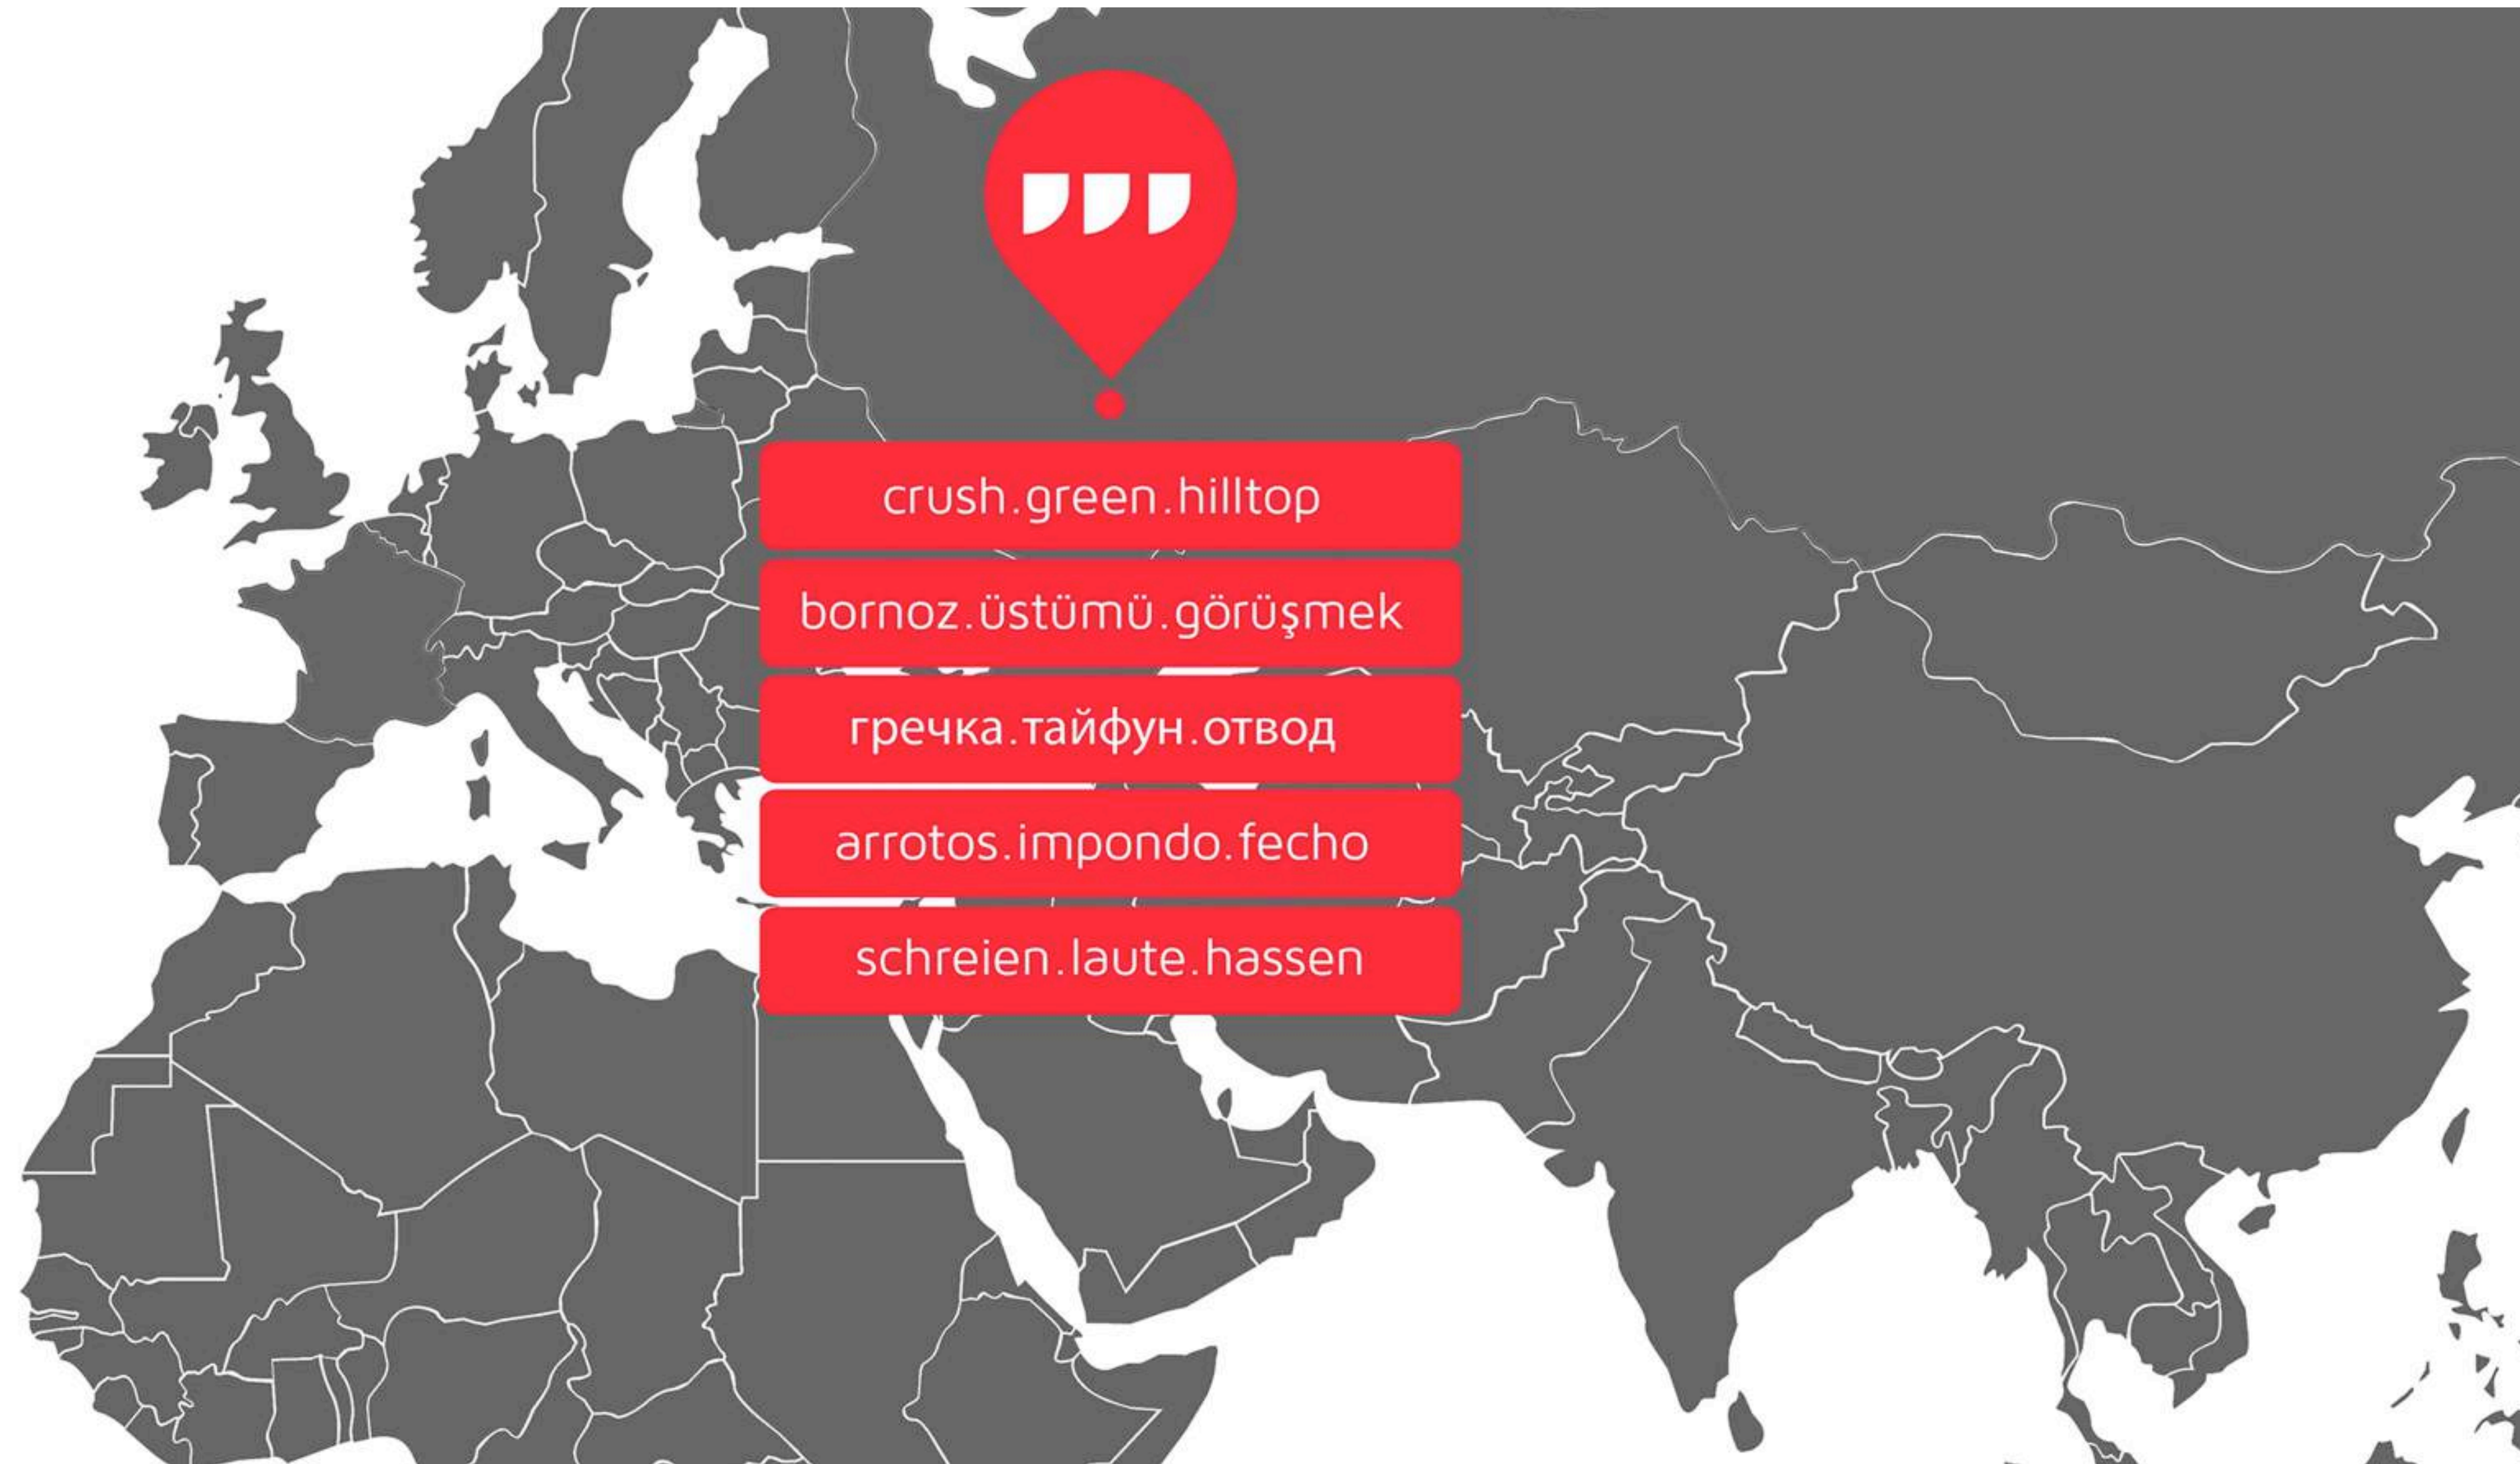 crush.green.hilltop
bornoz.üstümü.görüşmek
гречка.тайфун.отвод
arrotos.impondo.fecho
schreien.laute.hassen